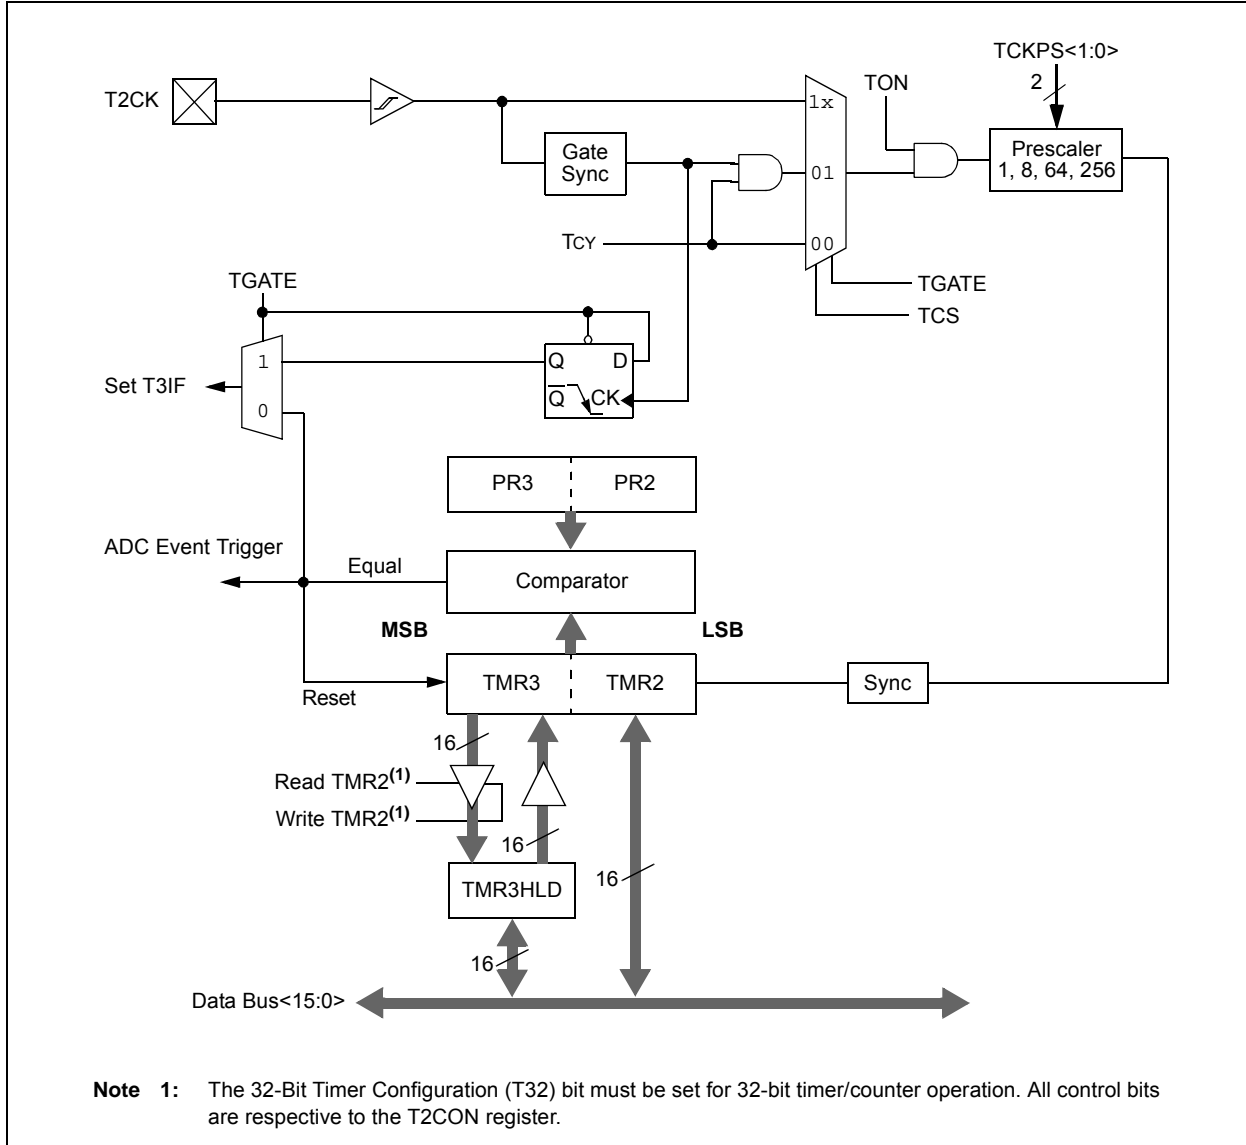 TCKPS<1:0>
2
TON
T2CK
1x
Gate
Sync
Prescaler
1, 8, 64, 256
01
TCY
00
TGATE
TCS
TGATE
1
Q D
Set T3IF
Q CK
0
PR3 PR2
ADC Event Trigger
Equal
Comparator
MSB LSB
TMR3 TMR2
Sync
Reset
16
Read TMR2(1)
Write TMR2(1)
16
16
TMR3HLD
16
Data Bus<15:0>
Note 1: The 32-Bit Timer Configuration (T32) bit must be set for 32-bit timer/counter operation. All control bits
are respective to the T2CON register.